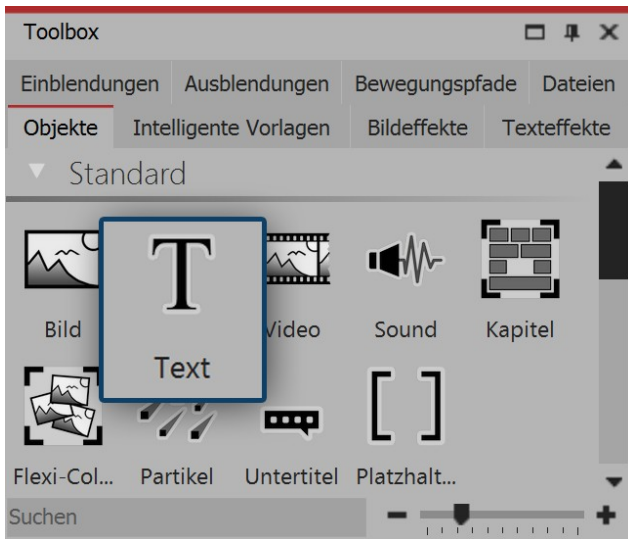 Toolbox
Einblendungen Ausblendungen Bewegungspfade Dateien
Objekte Intelligente Vorlagen Bildeffekte Texteffekte
Standard
T
Bild Video Sound Kapitel
Text
Flexi-Col... Partikel Untertitel Platzhalt...
Suchen